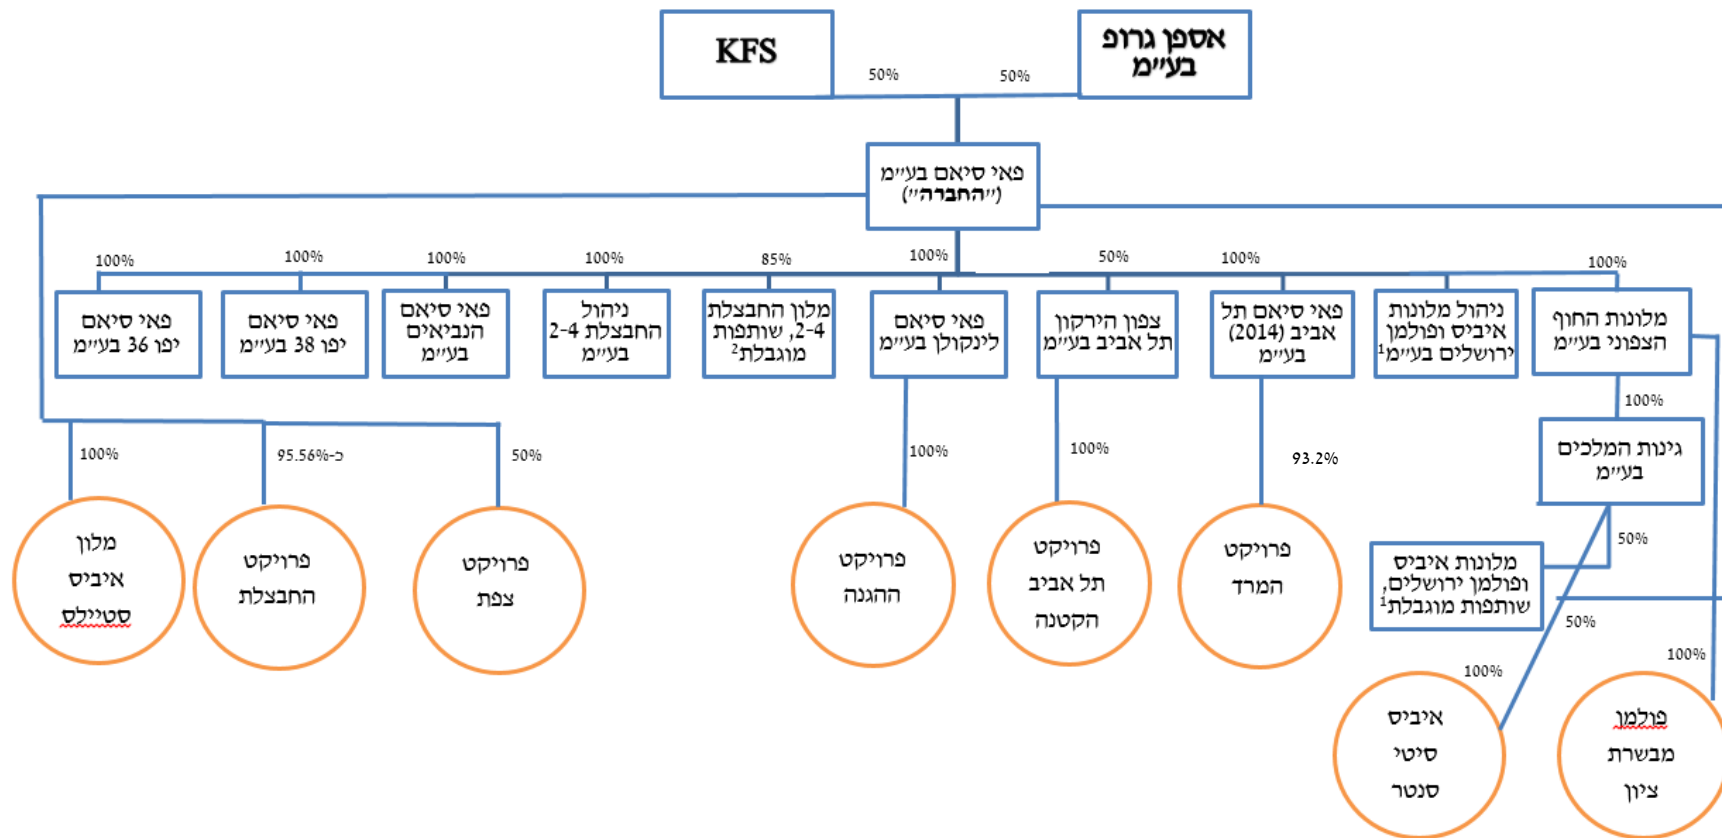 KFS
אספן גרופ
בע״מ
50%
50%
פאי סיאם בע״מ
(״החברה״)
100%
100%
100%
100%
85%
100%
50%
100%
100%
פאי סיאם
יפו 36 בע״מ
פאי סיאם
יפו 38 בע״מ
פאי סיאם
הנביאים
בע״מ
ניהול
החבצלת 2-4
בע״מ
מלון החבצלת
2-4, שותפות
מוגבלת2
פאי סיאם
לינקולן בע״מ
צפון הירקון
תל אביב בע״מ
פאי סיאם תל
אביב (2014)
בע״מ
ניהול מלונות
איביס ופולמן
ירושלים בע״מ1
מלונות החוף
הצפוני בע״מ
100%
גינות המלכים
בע״מ
100%
כ-95.56%
50%
100%
100%
93.2%
50%
מלונות איביס
ופולמן ירושלים,
שותפות מוגבלת1
50%
מלון
איביס
סטיילס
פרויקט
החבצלת
פרויקט
צפת
פרויקט
ההגנה
פרויקט
תל אביב
הקטנה
פרויקט
המרד
100%
100%
איביס
סיטי
סנטר
פולמן
מבשרת
ציון